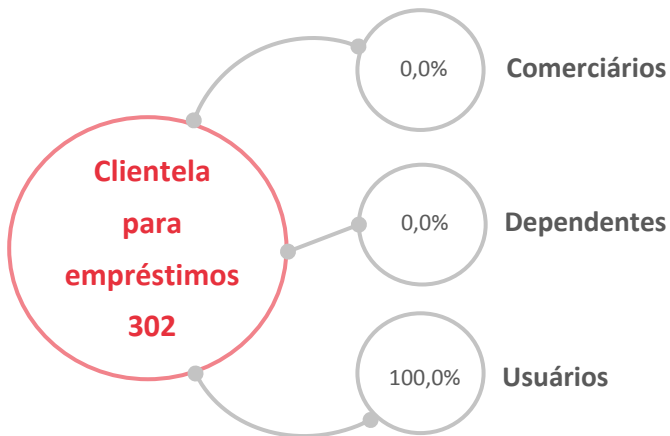 Clientela
para
empréstimos
302
0,0%
Comerciários
0,0%
Dependentes
100,0%
Usuários